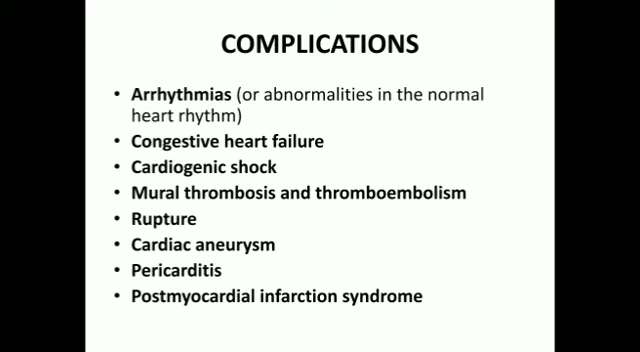 COMPLICATIONS
• Arrhythmias (or abnormalities in the normal
heart rhythm)
• Congestive heart failure
• Cardiogenic shock
• Mural thrombosis and thromboembolism
• Rupture
• Cardiac aneurysm
• Pericarditis
• Postmyocardial infarction syndrome